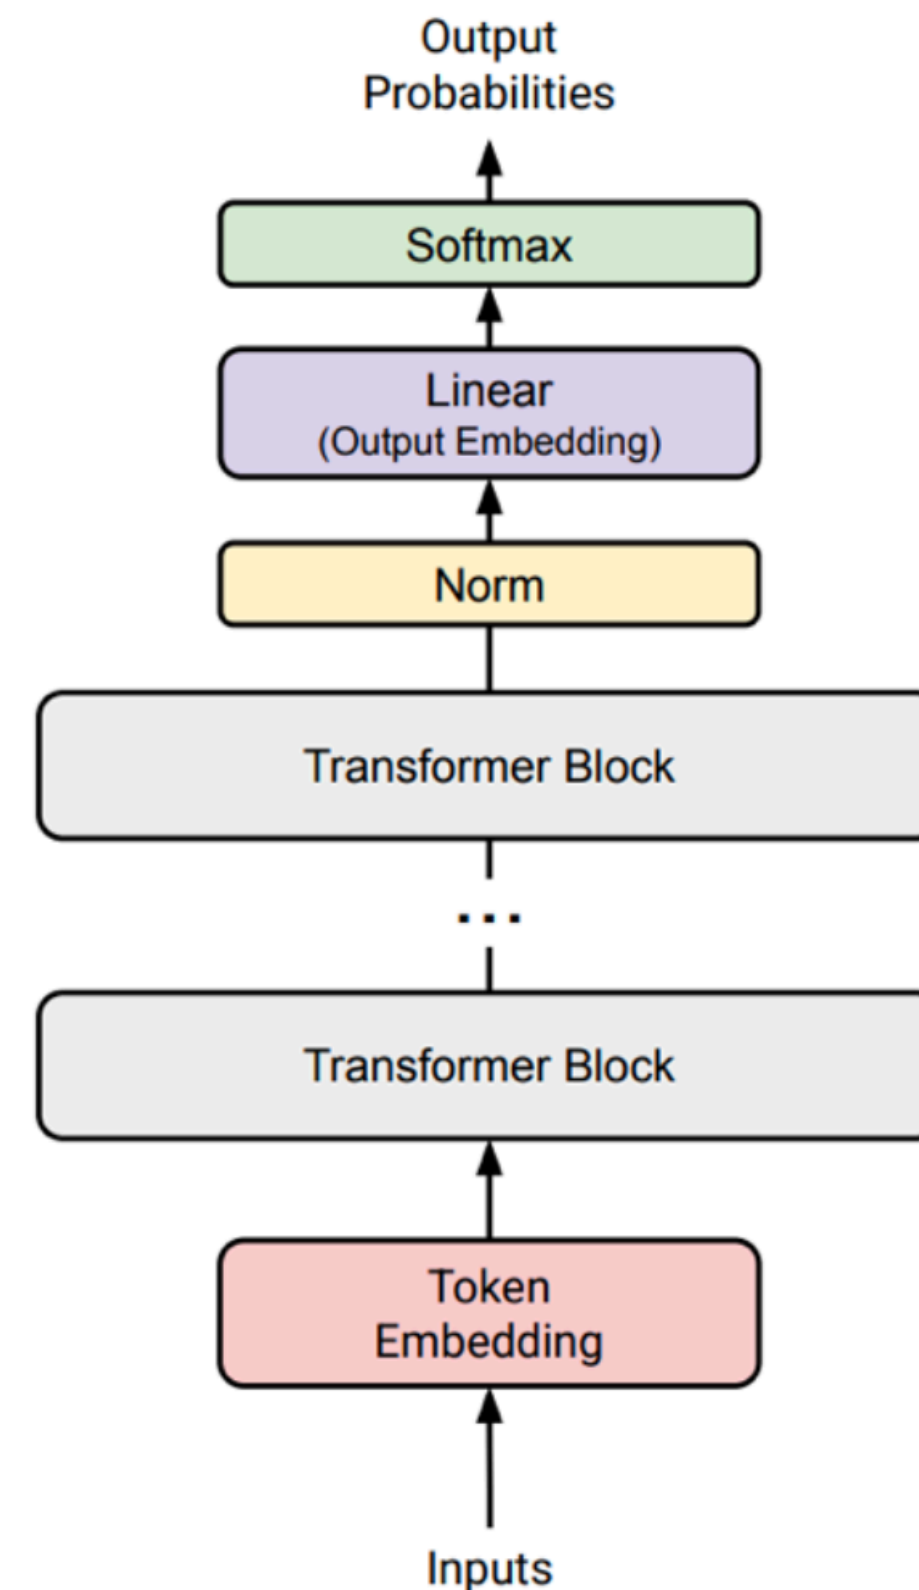 Output
Probabilities
Softmax
Linear
(Output Embedding)
Norm
Transformer Block
...
Transformer Block
Token
Embedding
Inputs